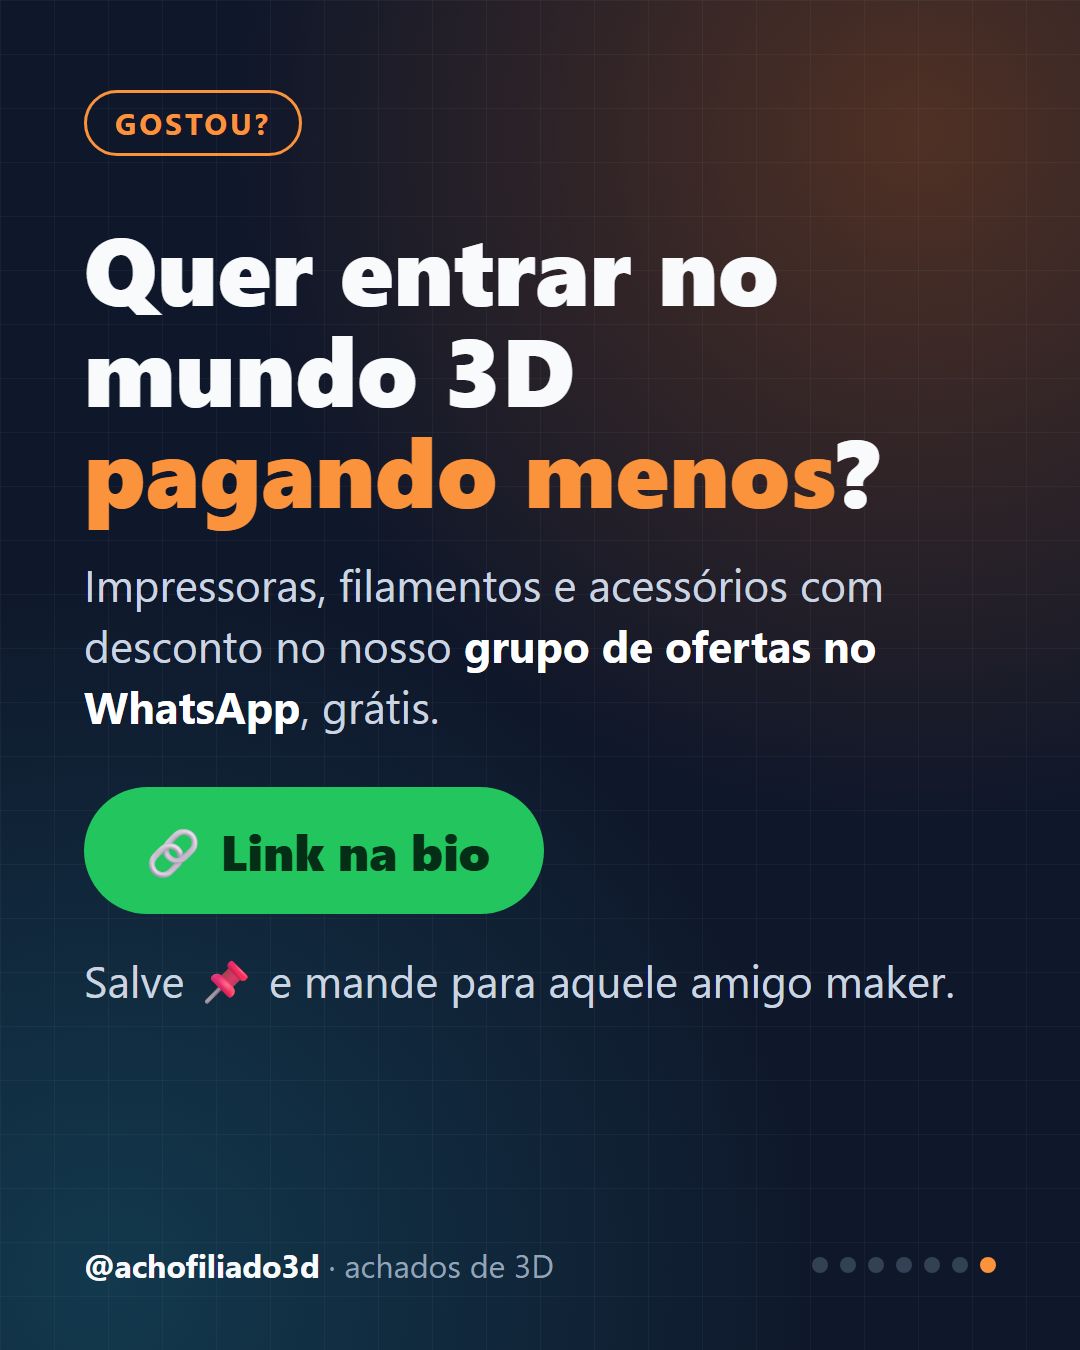 GOSTOU?
Quer entrar no
mundo 3D
pagando menos?
Impressoras, filamentos e acessórios com
desconto no nosso grupo de ofertas no
WhatsApp, grátis.
🔗 Link na bio
Salve 📌 e mande para aquele amigo maker.
@achofiliado3d · achados de 3D